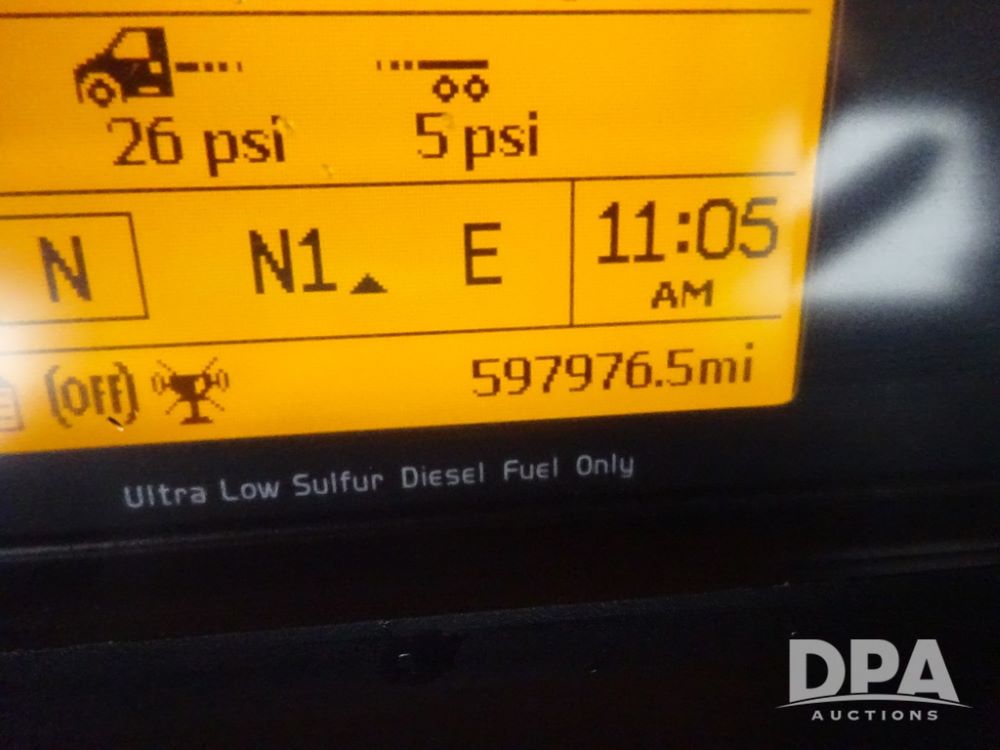 26 psi 5 psi
N N1 E 11:05
AM
(OFF) 597976.5mi
Ultra Low Sulfur Diesel Fuel Only
DPA
AUCTIONS